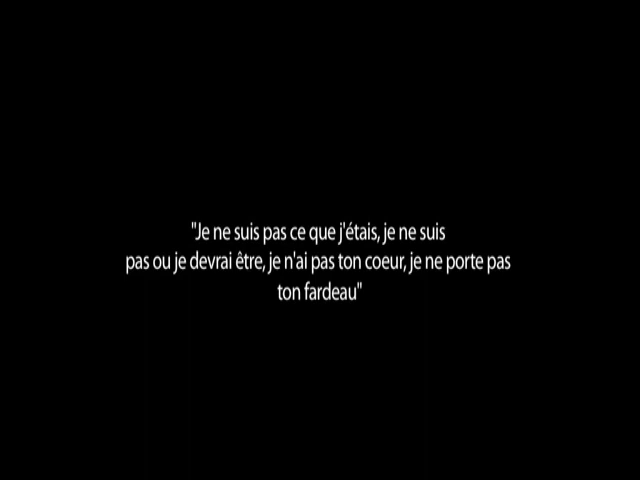 "Je ne suis pas ce que j'étais, je ne suis
pas ou je devrai être, je n'ai pas ton coeur, je ne porte pas
ton fardeau"